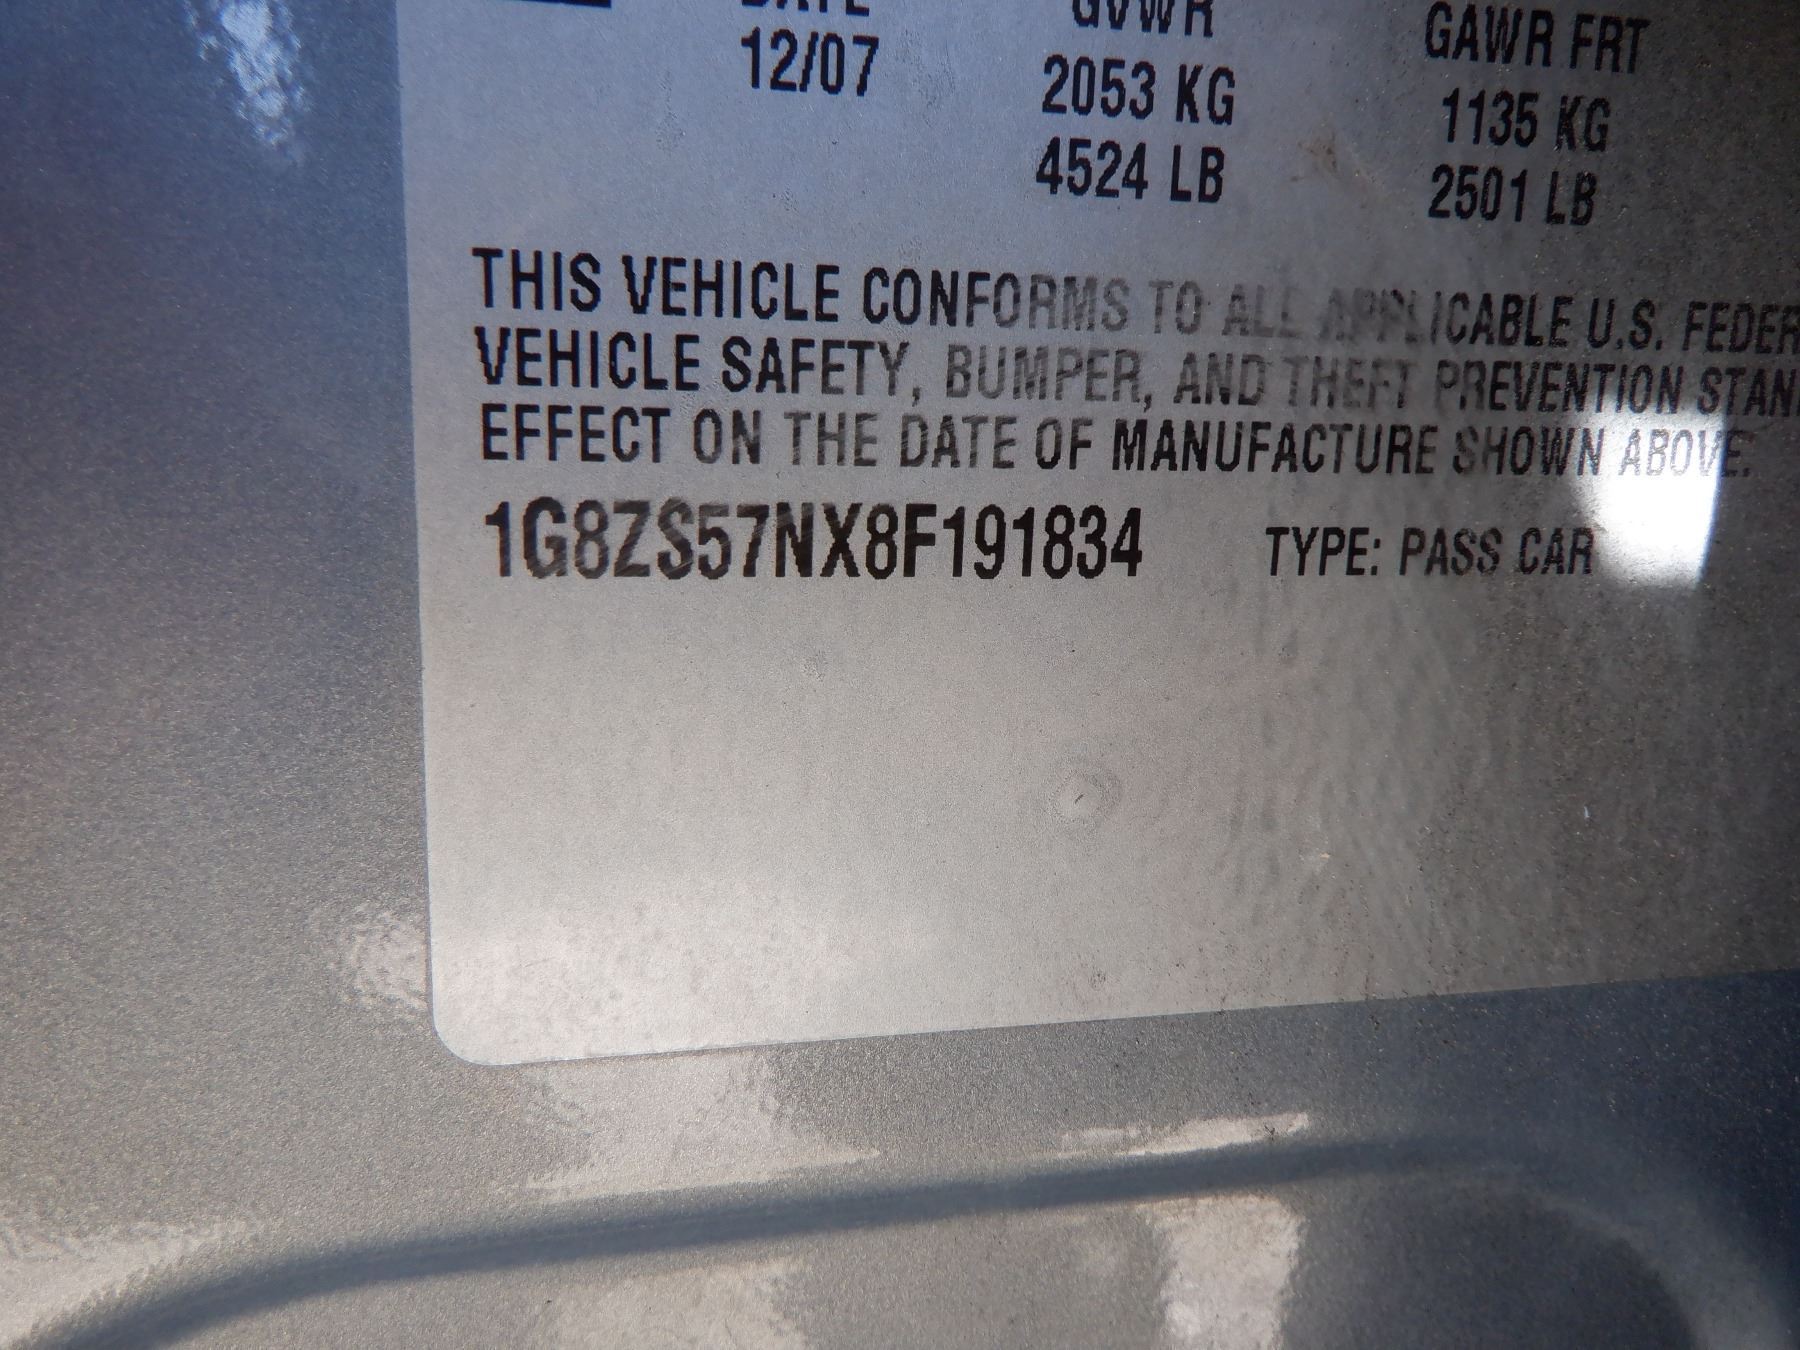 DATE GVWR GAWR FRT
12/07 2053 KG 1135 KG
4524 LB 2501 LB
THIS VEHICLE CONFORMS TO ALL APPLICABLE U.S. FEDER
VEHICLE SAFETY, BUMPER, AND THEFT PREVENTION STAN
EFFECT ON THE DATE OF MANUFACTURE SHOWN ABOVE.
1G8ZS57NX8F191834 TYPE: PASS CAR